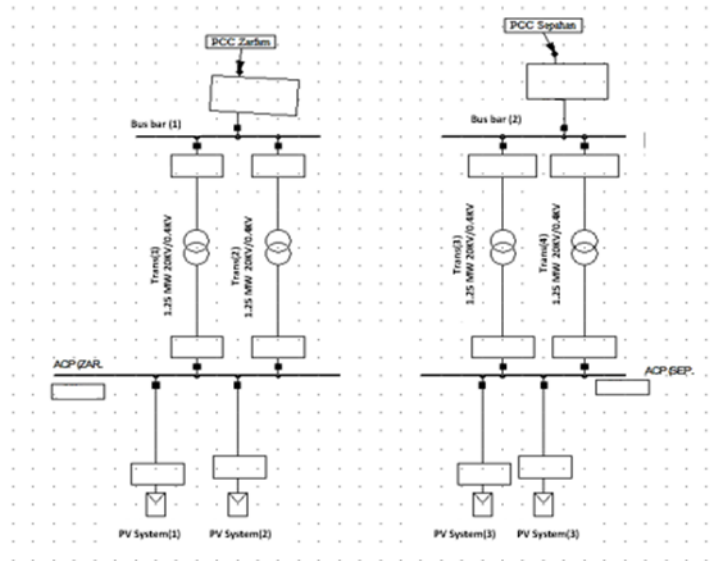 PCC Zarfam
PCC Sepahan
Bus bar (1)
Bus bar (2)
Trans(1)
1.25 MW 20KV/0.4KV
Trans(2)
1.25 MW 20KV/0.4KV
Trans(3)
1.25 MW 20KV/0.4KV
Trans(4)
1.25 MW 20KV/0.4KV
ACP(ZAR.
ACP(SEP.
PV System(1)
PV System(2)
PV System(3)
PV System(3)